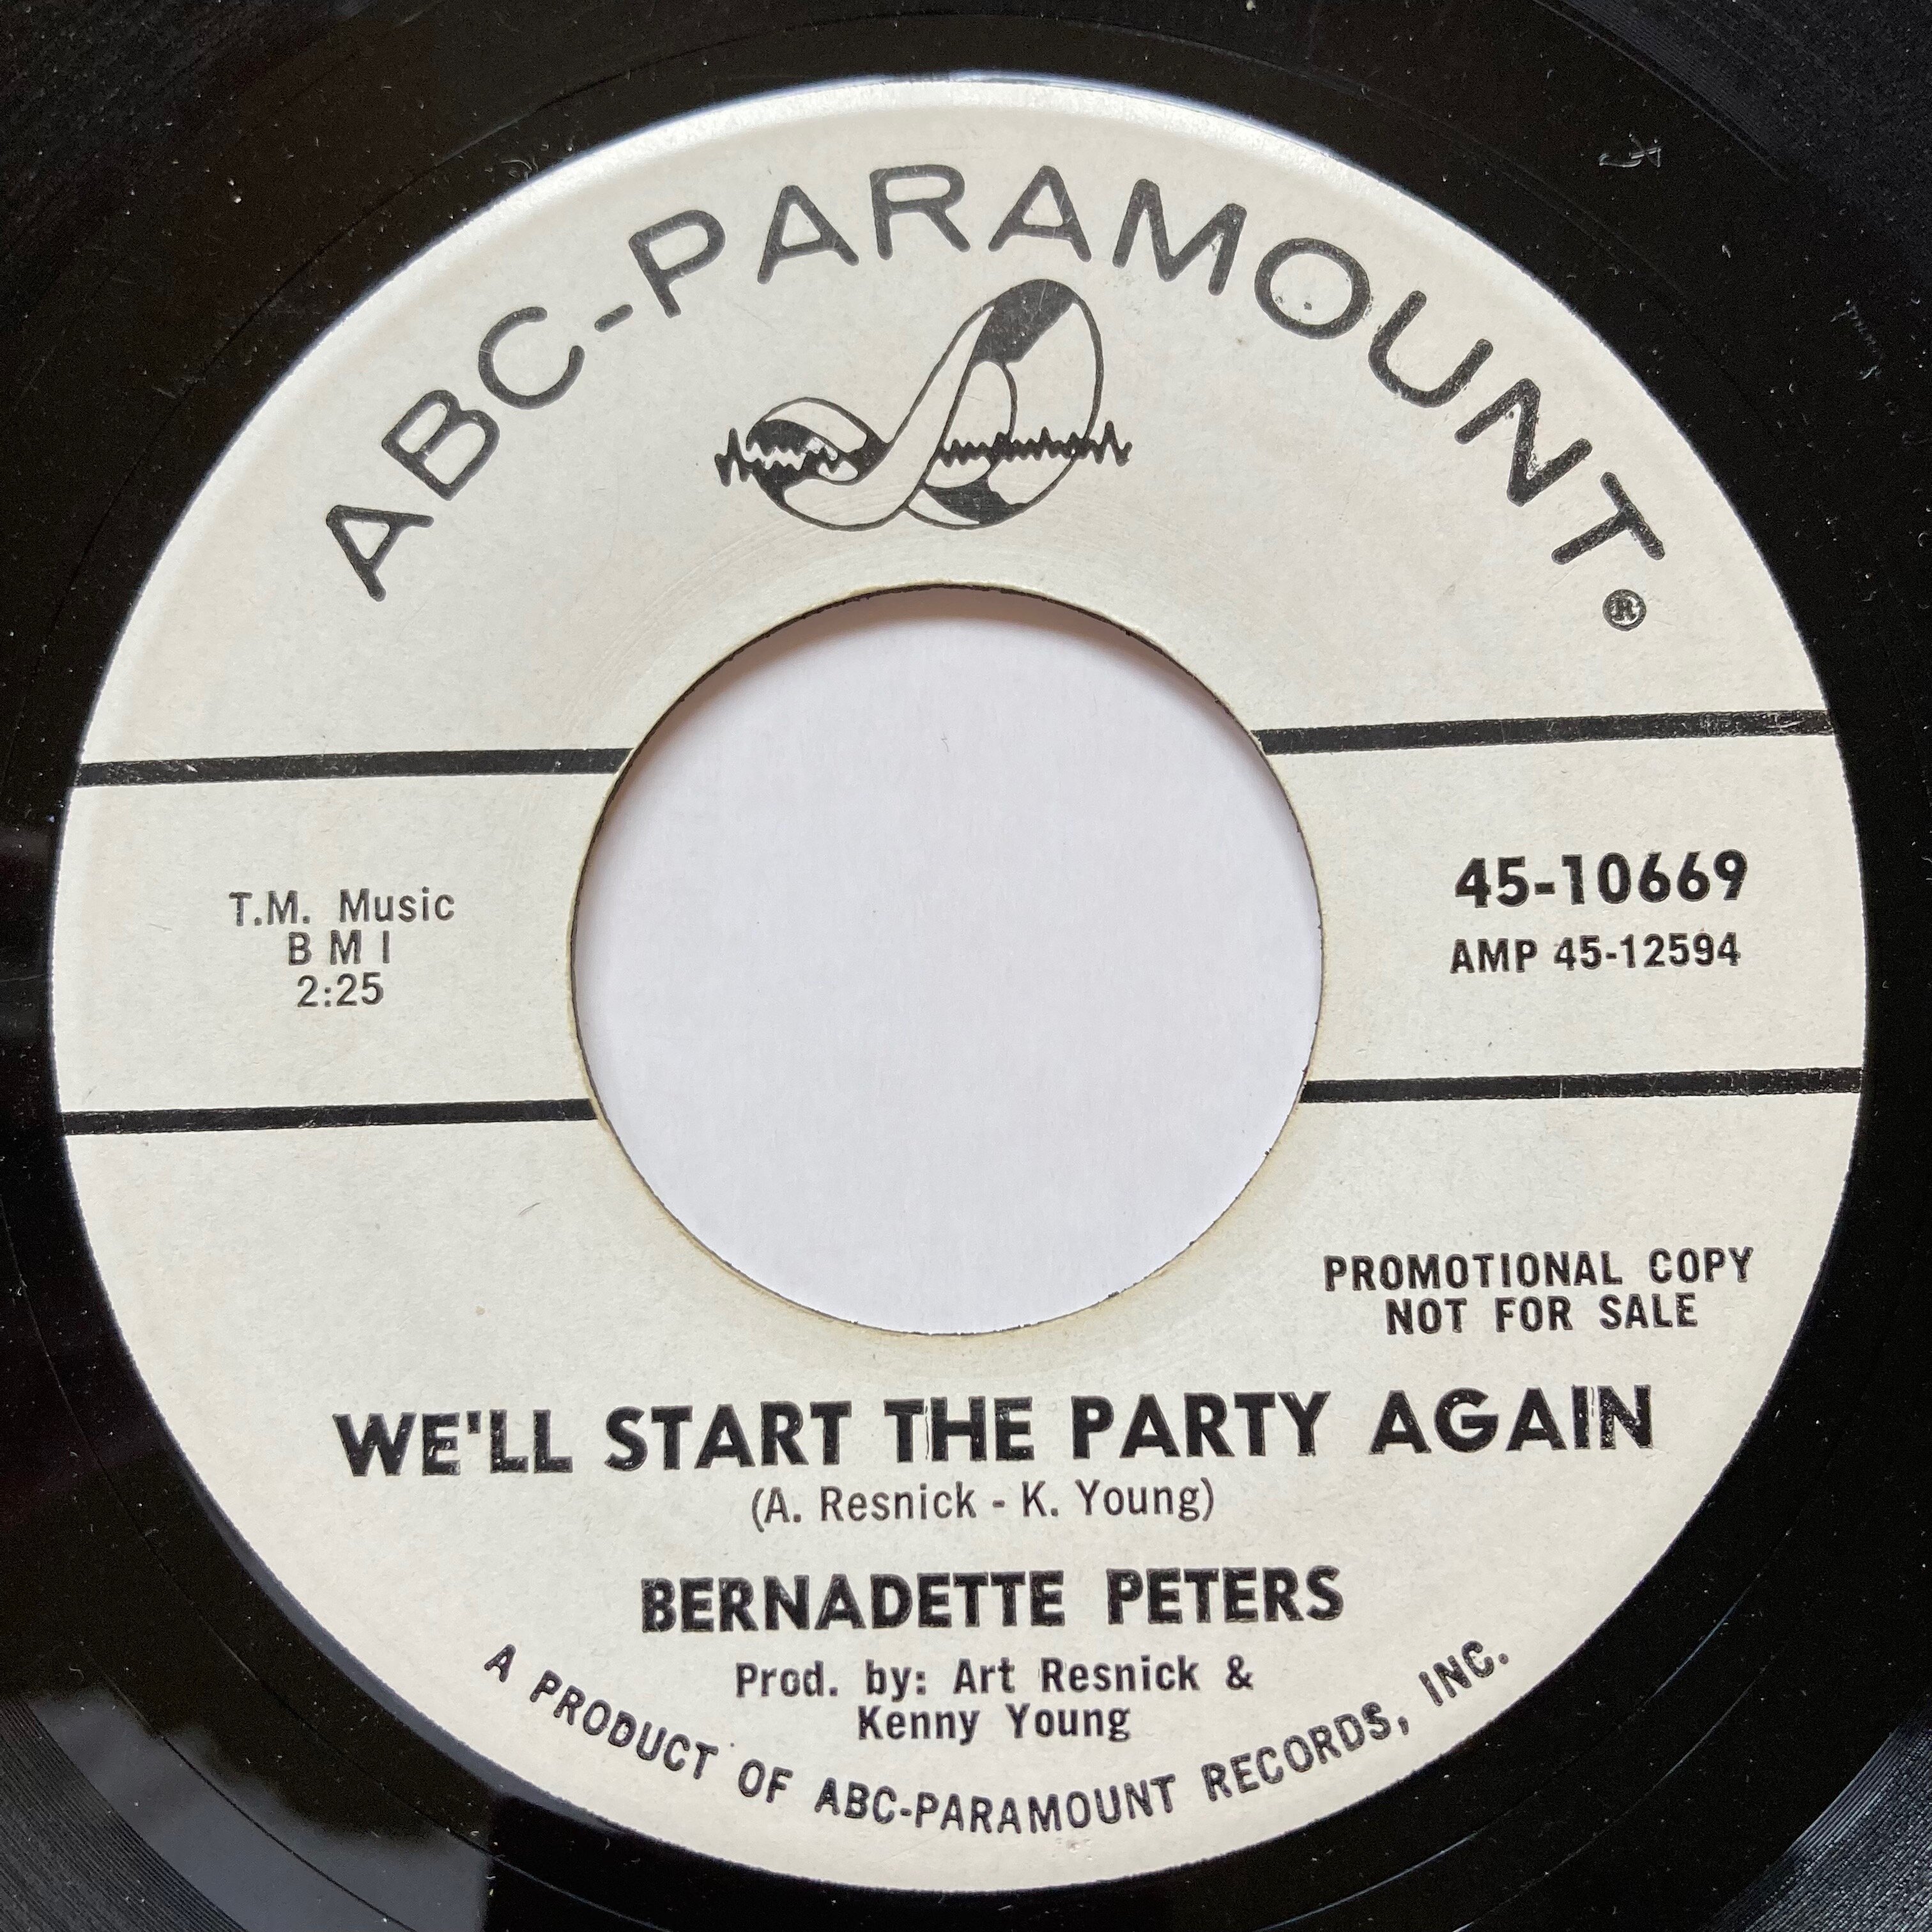 ABC-PARAMOUNT®
T.M. Music
B M I
2:25
45-10669
AMP 45-12594
PROMOTIONAL COPY
NOT FOR SALE
WE'LL START THE PARTY AGAIN
(A. Resnick - K. Young)
BERNADETTE PETERS
Prod. by: Art Resnick &
Kenny Young
A PRODUCT OF ABC-PARAMOUNT RECORDS, INC.